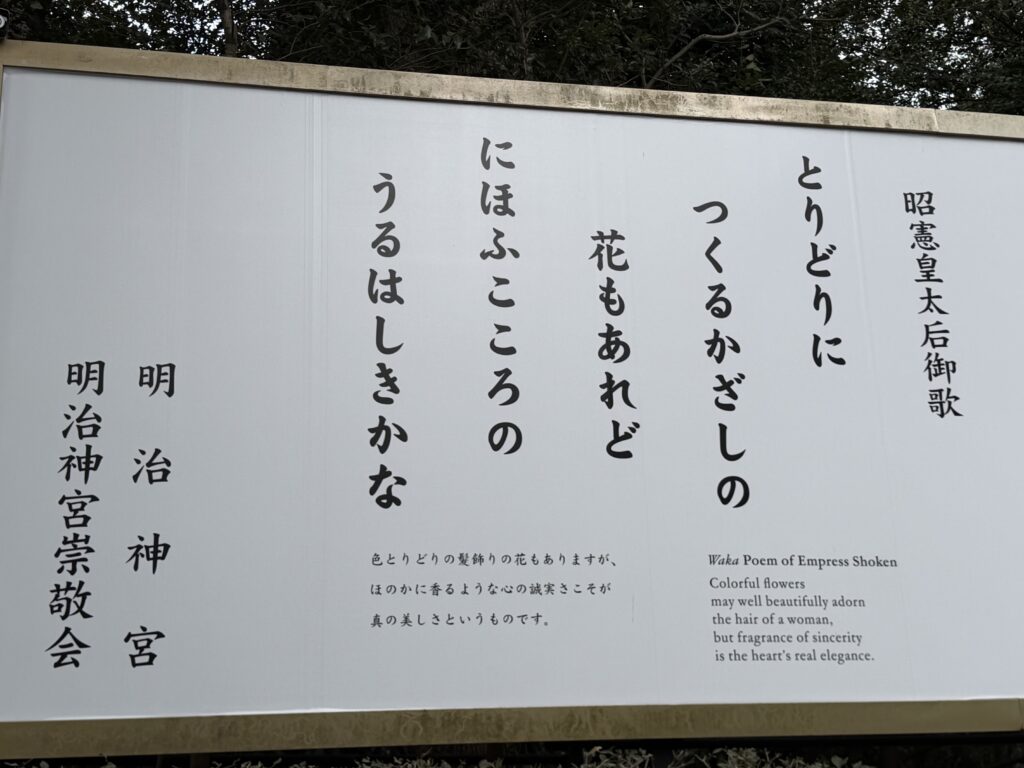 昭憲皇太后御歌
とりどりに
つくるかざしの
花もあれど
にほふこころの
うるはしきかな
色とりどりの髪飾りの花もありますが、
ほのかに香るような心の誠実さこそが
真の美しさというものです。
Waka Poem of Empress Shoken
Colorful flowers
may well beautifully adorn
the hair of a woman,
but fragrance of sincerity
is the heart's real elegance.
明治神宮
明治神宮崇敬会